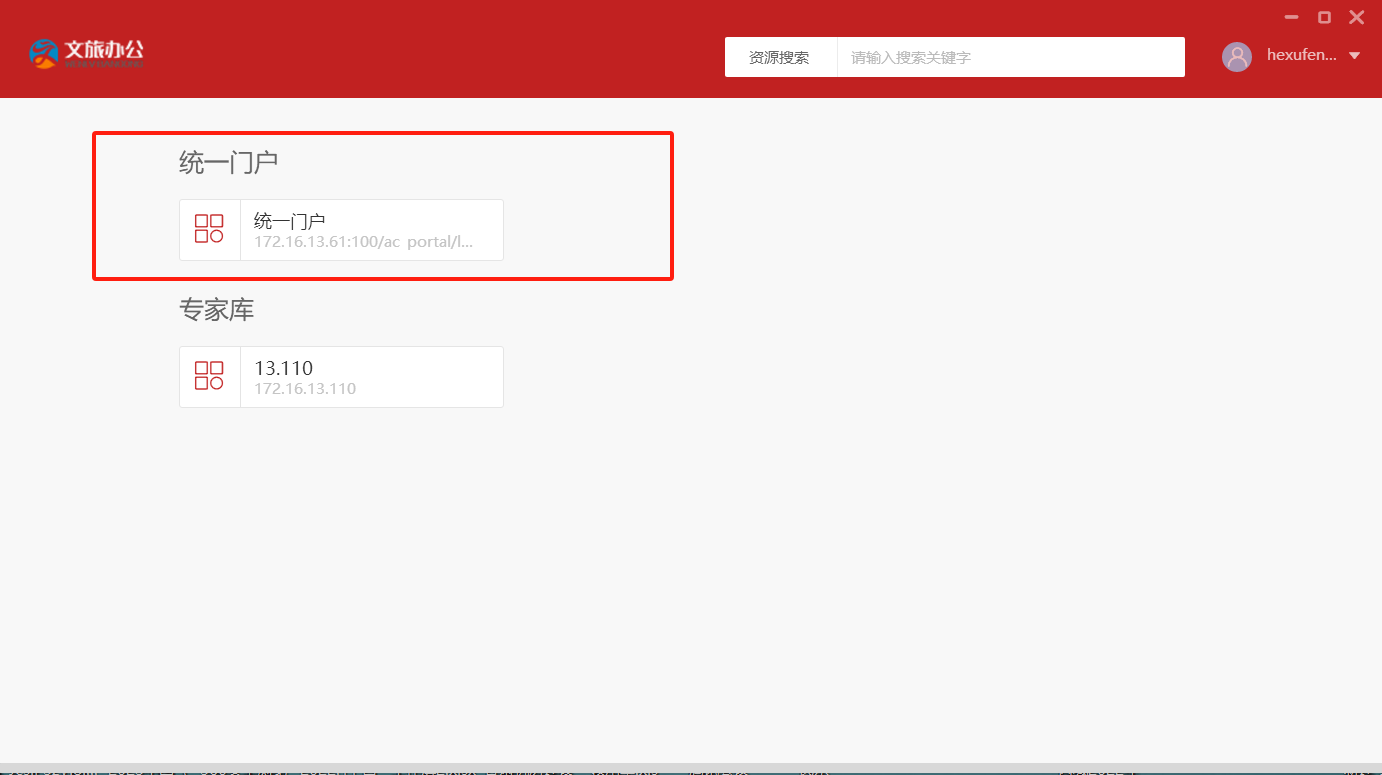 文旅办公
资源搜索 请输入搜索关键字
hexufen...
统一门户
统一门户
172.16.13.61:100/ac_portal/l...
专家库
13.110
172.16.13.110